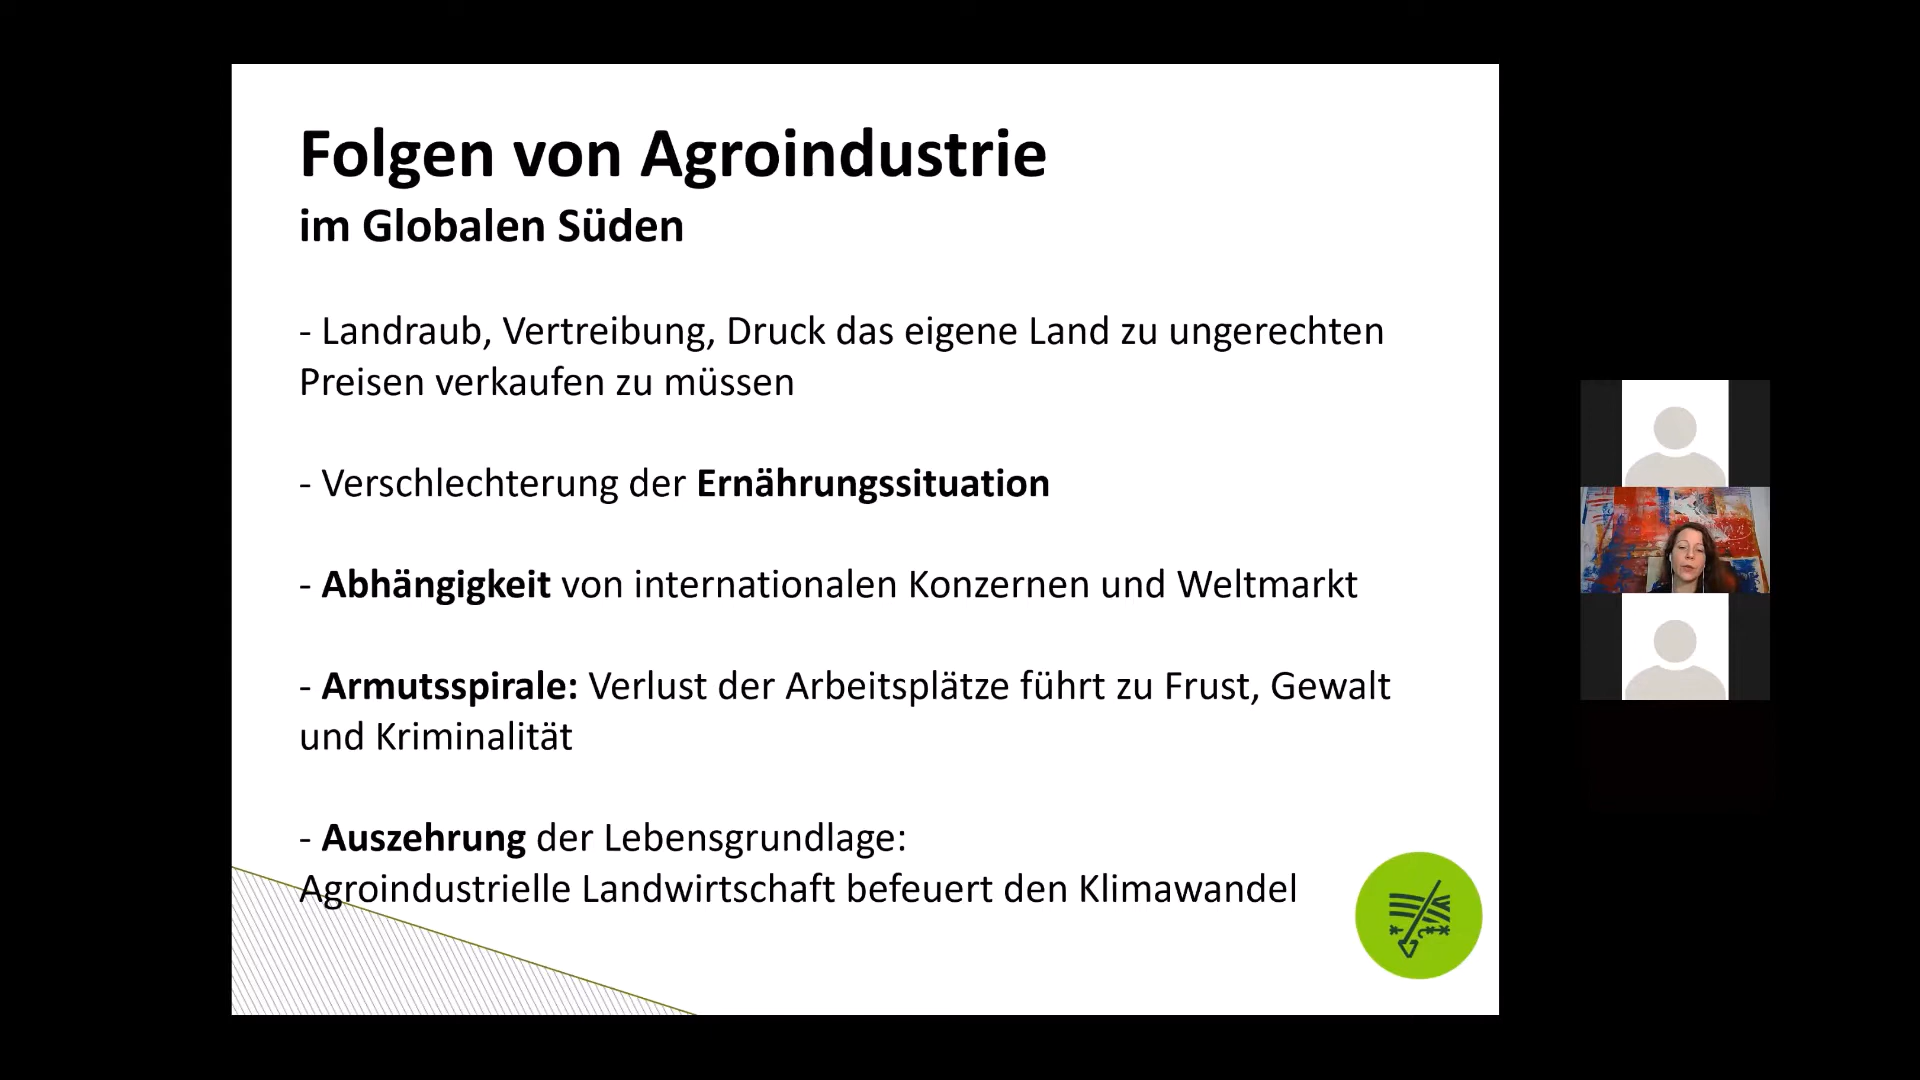 Folgen von Agroindustrie
im Globalen Süden
- Landraub, Vertreibung, Druck das eigene Land zu ungerechten
Preisen verkaufen zu müssen
- Verschlechterung der Ernährungssituation
- Abhängigkeit von internationalen Konzernen und Weltmarkt
- Armutsspirale: Verlust der Arbeitsplätze führt zu Frust, Gewalt
und Kriminalität
- Auszehrung der Lebensgrundlage:
Agroindustrielle Landwirtschaft befeuert den Klimawandel